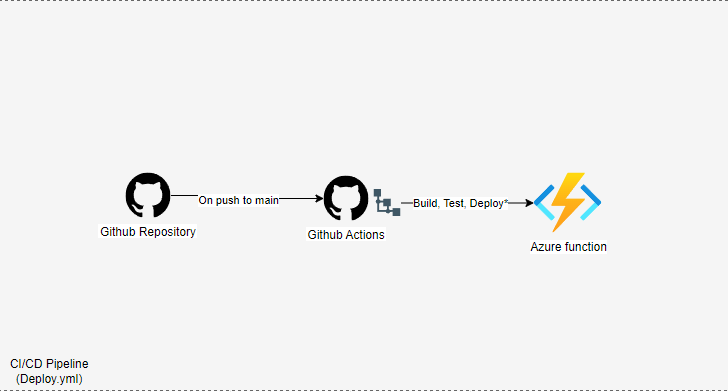 On push to main
Build, Test, Deploy*
Github Repository
Github Actions
Azure function
CI/CD Pipeline
(Deploy.yml)